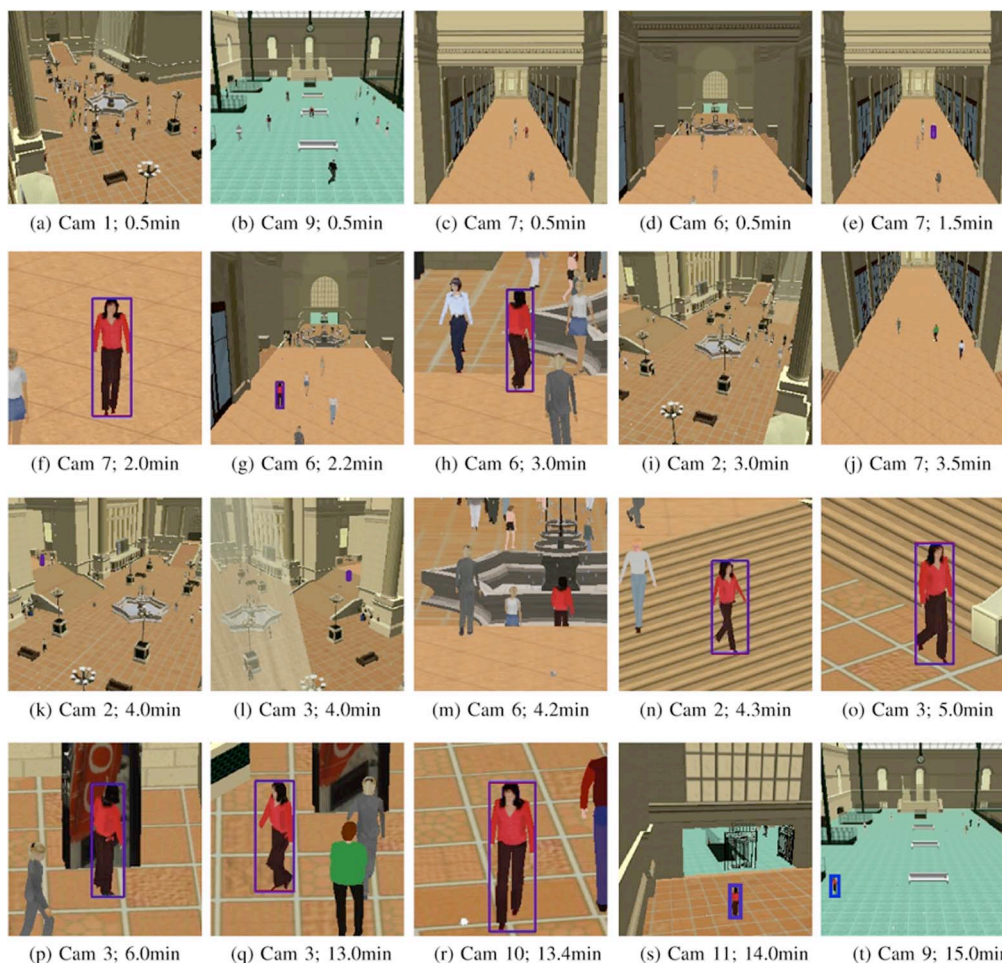 (a) Cam 1; 0.5min (b) Cam 9; 0.5min (c) Cam 7; 0.5min (d) Cam 6; 0.5min (e) Cam 7; 1.5min
(f) Cam 7; 2.0min (g) Cam 6; 2.2min (h) Cam 6; 3.0min (i) Cam 2; 3.0min (j) Cam 7; 3.5min
(k) Cam 2; 4.0min (l) Cam 3; 4.0min (m) Cam 6; 4.2min (n) Cam 2; 4.3min (o) Cam 3; 5.0min
(p) Cam 3; 6.0min (q) Cam 3; 13.0min (r) Cam 10; 13.4min (s) Cam 11; 14.0min (t) Cam 9; 15.0min